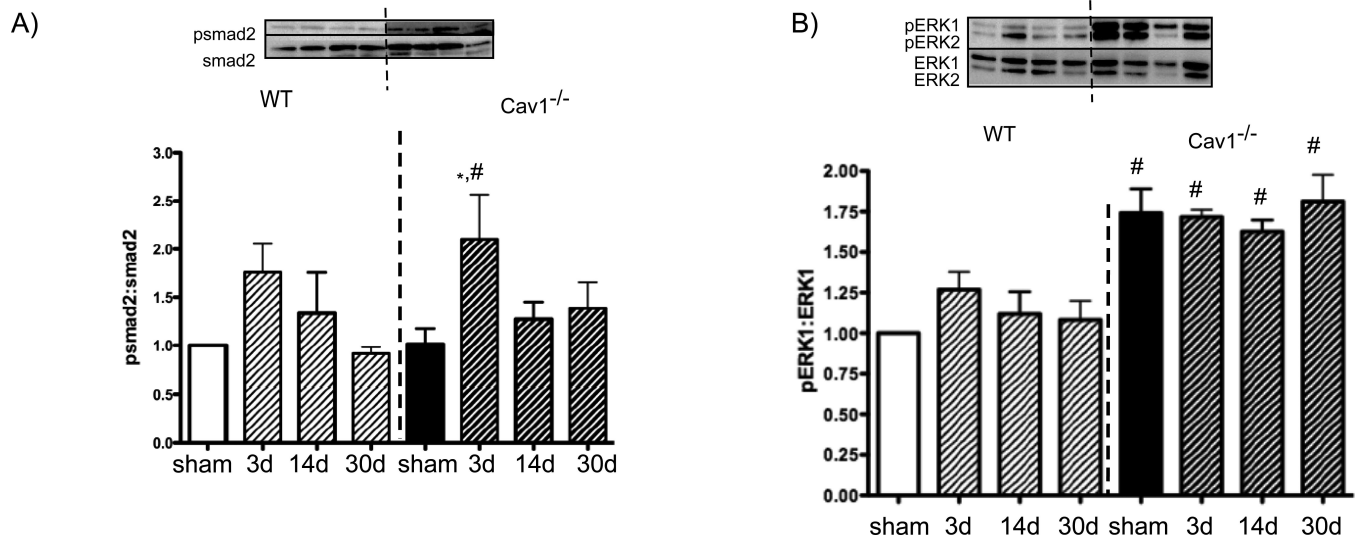 A)
psmad2
smad2
WT
Cav1-/-
*,#
3.0
2.5
2.0
1.5
1.0
0.5
0.0
psmad2:smad2
sham 3d 14d 30d sham 3d 14d 30d
B)
pERK1
pERK2
ERK1
ERK2
WT
Cav1-/-
# # # #
2.00
1.75
1.50
1.25
1.00
0.75
0.50
0.25
0.00
pERK1:ERK1
sham 3d 14d 30d sham 3d 14d 30d